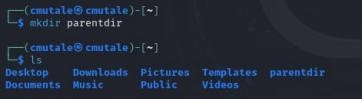 ┌──(cmutale㉿cmutale)-[~]
└─$ mkdir parentdir
┌──(cmutale㉿cmutale)-[~]
└─$ ls
Desktop Downloads Pictures Templates parentdir
Documents Music Public Videos